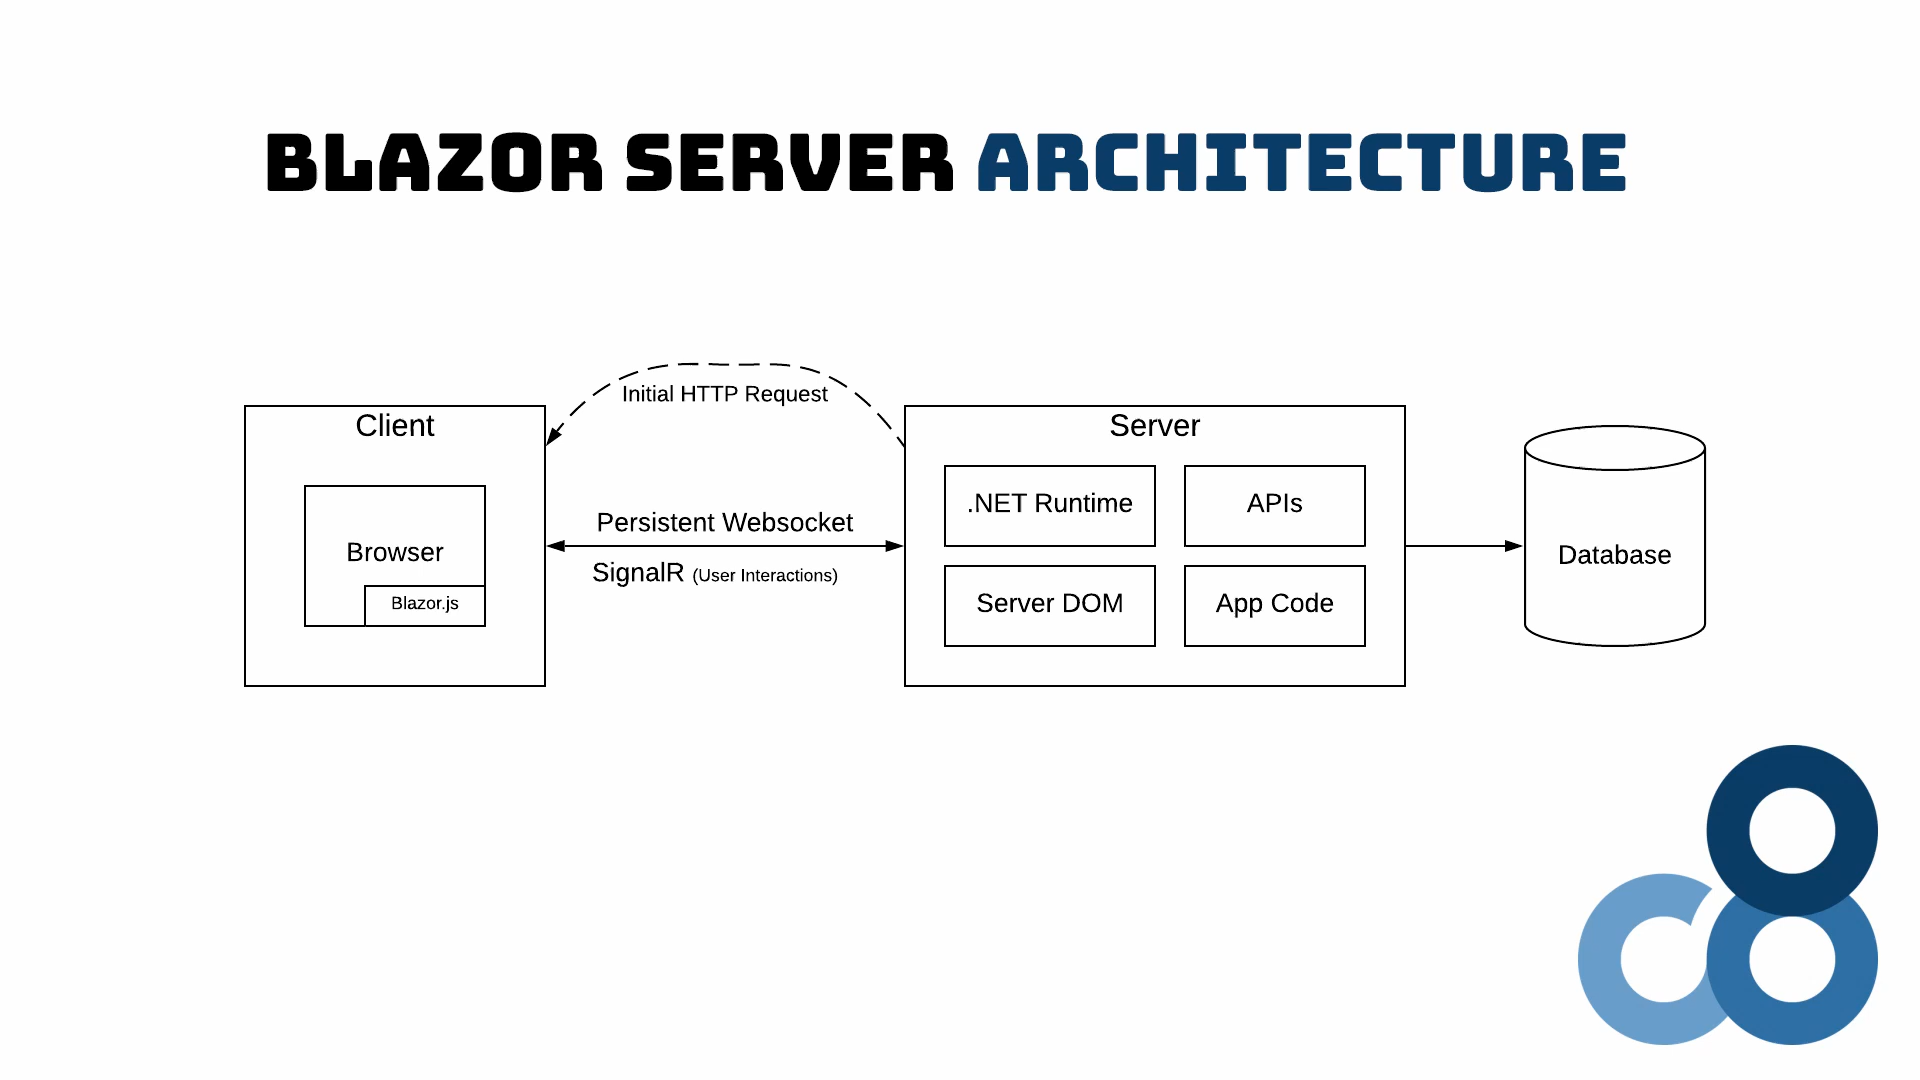 BLAZOR SERVER ARCHITECTURE
Initial HTTP Request
Client
Server
Browser
Blazor.js
Persistent Websocket
SignalR (User Interactions)
.NET Runtime
APIs
Server DOM
App Code
Database